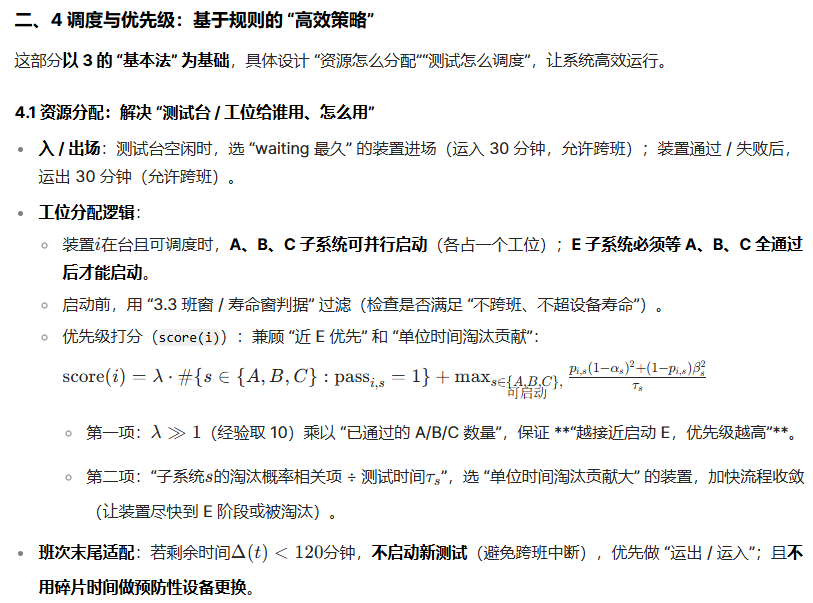 二、4 调度与优先级：基于规则的 “高效策略”
这部分以 3 的 “基本法” 为基础，具体设计 “资源怎么分配”“测试怎么调度”，让系统高效运行。
4.1 资源分配：解决 “测试台 / 工位给谁用、怎么用”
• 入 / 出场：测试台空闲时，选 “waiting 最久” 的装置进场（运入 30 分钟，允许跨班）；装置通过 / 失败后，
运出 30 分钟（允许跨班）。
• 工位分配逻辑：
○ 装置i在台且可调度时，A、B、C 子系统可并行启动（各占一个工位）；E 子系统必须等 A、B、C 全通过
后才能启动。
○ 启动前，用 “3.3 班窗 / 寿命窗判据” 过滤（检查是否满足 “不跨班、不超设备寿命”）。
○ 优先级打分（score(i)）：兼顾 “近 E 优先” 和 “单位时间淘汰贡献”：
score(i) = λ · #{s ∈ {A, B, C} : pass_{i,s} = 1} + max_{s∈{A,B,C}, 可启动} \frac{p_{i,s}(1−α_s)^2+(1−p_{i,s})β_s^2}{τ_s}
○ 第一项：λ ≫ 1（经验取 10）乘以 “已通过的 A/B/C 数量”，保证 **“越接近启动 E，优先级越高”**。
○ 第二项：“子系统s的淘汰概率相关项 ÷ 测试时间τ_s”，选 “单位时间淘汰贡献大” 的装置，加快流程收敛
（让装置尽快到 E 阶段或被淘汰）。
• 班次末尾适配：若剩余时间Δ(t) < 120分钟，不启动新测试（避免跨班中断），优先做 “运出 / 运入”；且不
用碎片时间做预防性设备更换。